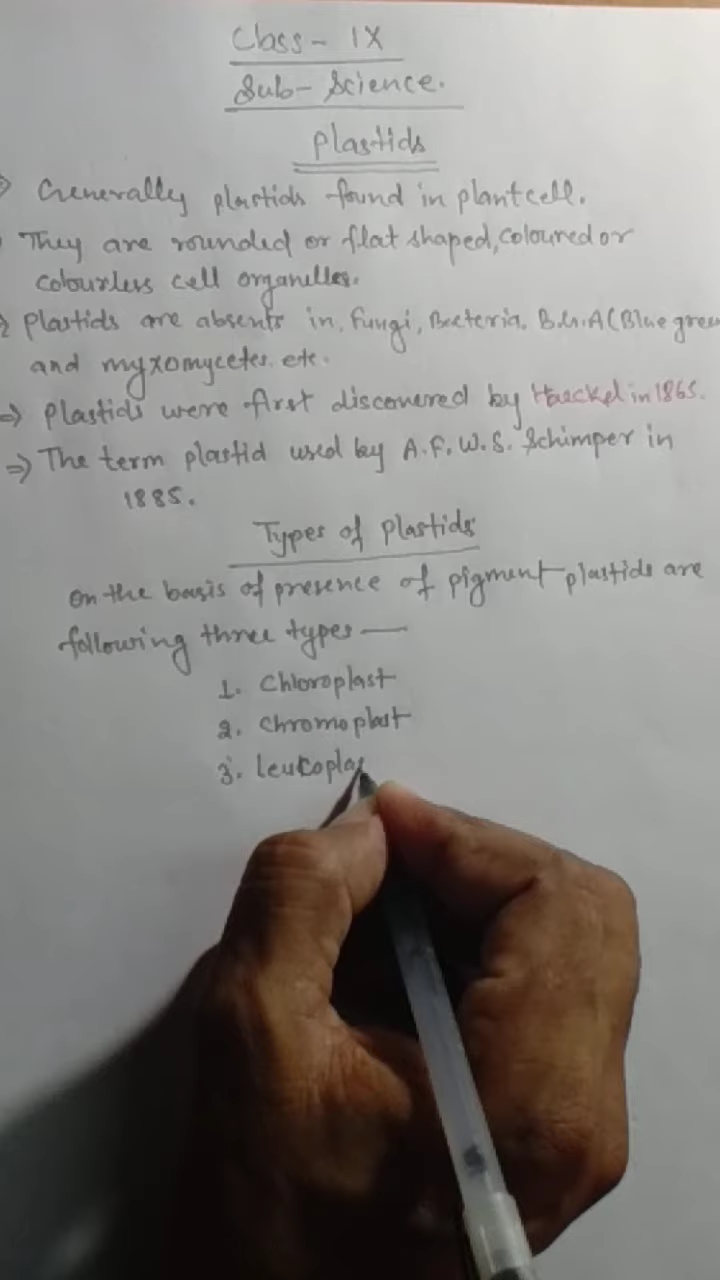 Class - IX
Sub - Science.
Plastids
Generally plastids found in plant cell.
They are rounded or flat shaped, coloured or
colourless cell organelles.
Plastids are absents in, Fungi, Bacteria, B.G.A (Blue green
and myxomycetes. etc.
⇒ Plastids were first discovered by Haeckel in 1865.
⇒ The term plastid used by A.F.W.S. Schimper in
1885.
Types of Plastids
On the basis of presence of pigment plastids are
following three types —
1. Chloroplast
2. Chromoplast
3. Leucopla